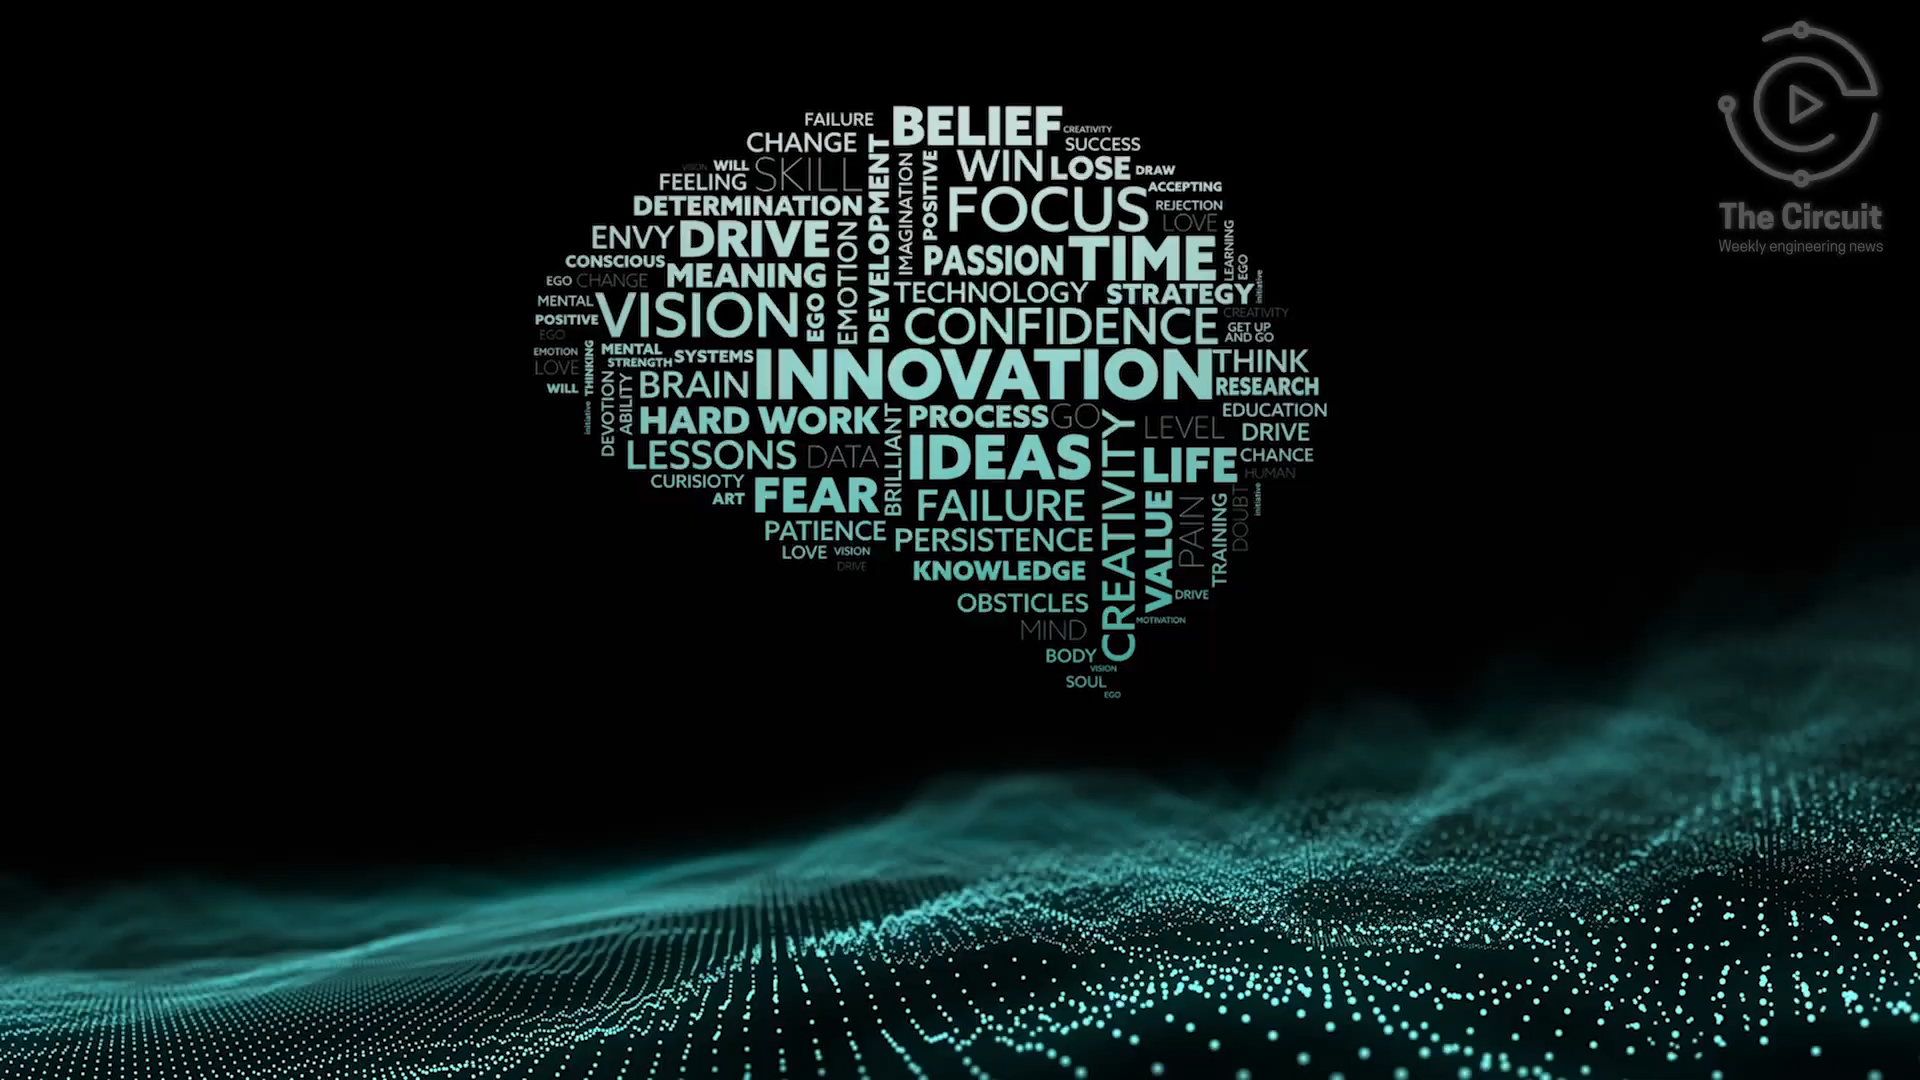 FAILURE
BELIEF
CREATIVITY
CHANGE
SUCCESS
VISION
WILL
SKILL
DEVELOPMENT
IMAGINATION
POSITIVE
WIN
LOSE
DRAW
FEELING
ACCEPTING
DETERMINATION
FOCUS
REJECTION
LOVE
ENVY
DRIVE
EMOTION
PASSION
TIME
LEARNING
EGO
CONSCIOUS
MEANING
EGO
CHANGE
TECHNOLOGY
STRATEGY
initiative
MENTAL
VISION
EGO
POSITIVE
CONFIDENCE
CREATIVITY
EGO
GET UP
AND GO
EMOTION
THINKING
MENTAL
STRENGTH
SYSTEMS
INNOVATION
THINK
LOVE
WILL
DEVOTION
ABILITY
BRAIN
RESEARCH
initiative
HARD WORK
BRILLIANT
PROCESS
GO
CREATIVITY
LEVEL
EDUCATION
DRIVE
LESSONS
DATA
IDEAS
LIFE
CHANCE
HUMAN
CURISIOTY
ART
FEAR
FAILURE
VALUE
PAIN
TRAINING
DOUBT
initiative
PATIENCE
PERSISTENCE
LOVE
VISION
DRIVE
KNOWLEDGE
OBSTICLES
DRIVE
MIND
MOTIVATION
BODY
VISION
SOUL
EGO
The Circuit
Weekly engineering news